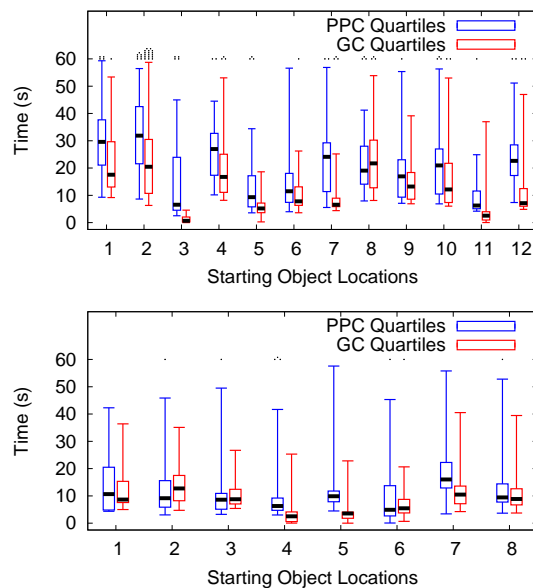 PPC Quartiles
GC Quartiles
60
50
40
30
20
10
0
Time (s)
1 2 3 4 5 6 7 8 9 10 11 12
Starting Object Locations
PPC Quartiles
GC Quartiles
60
50
40
30
20
10
0
Time (s)
1 2 3 4 5 6 7 8
Starting Object Locations